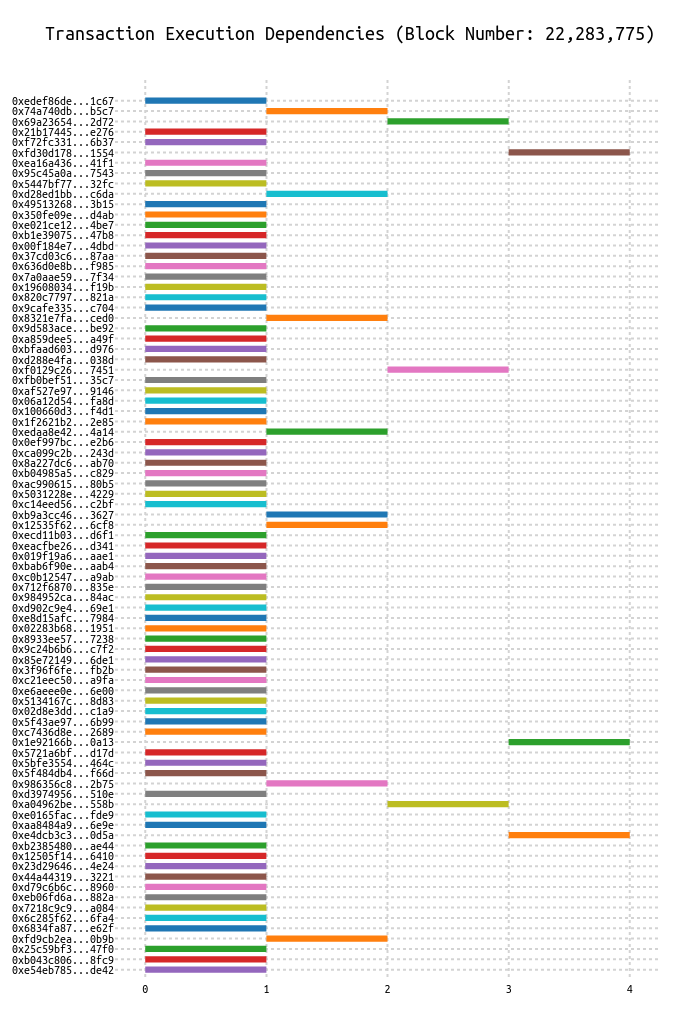 Transaction Execution Dependencies (Block Number: 22,283,775)
0xedef86de...1c67
0x74a740db...b5c7
0x69a23654...2d72
0x21b17445...e276
0xf72fc331...6b37
0xfd30d178...1554
0xea16a436...41f1
0x95c45a0a...7543
0x5447bf77...32fc
0xd28ed1bb...c6da
0x49513268...3b15
0x350fe09e...d4ab
0xe021ce12...4be7
0xb1e39075...47b8
0x00f184e7...4dbd
0x37cd03c6...87aa
0x636d0e8b...f985
0x7a0aae59...7f34
0x19608034...f19b
0x820c7797...821a
0x9cafe335...c704
0x8321e7fa...ced0
0x9d583ace...be92
0xa859dee5...a49f
0xbfaad603...d976
0xd288e4fa...038d
0xf0129c26...7451
0xfb0bef51...35c7
0xaf527e97...9146
0x06a12d54...fa8d
0x100660d3...f4d1
0x1f2621b2...2e85
0xedaa8e42...4a14
0x0ef997bc...e2b6
0xca099c2b...243d
0x8a227dc6...ab70
0xb04985a5...c829
0xac990615...80b5
0x5031228e...4229
0xc14eed56...c2bf
0xb9a3cc46...3627
0x12535f62...6cf8
0xecd11b03...d6f1
0xeacfbe26...d341
0x019f19a6...aae1
0xbab6f90e...aab4
0xc0b12547...a9ab
0x712f6870...835e
0x984952ca...84ac
0xd902c9e4...69e1
0xe8d15afc...7984
0x02283b68...1951
0x8933ee57...7238
0x9c24b6b6...c7f2
0x85e72149...6de1
0x3f96f6fe...fb2b
0xc21eec50...a9fa
0xe6aeee0e...6e00
0x5134167c...8d83
0x02d8e3dd...c1a9
0x5f43ae97...6b99
0xc7436d8e...2689
0x1e92166b...0a13
0x5721a6bf...d17d
0x5bfe3554...464c
0x5f484db4...f66d
0x986356c8...2b75
0xd3974956...510e
0xa04962be...558b
0xe0165fac...fde9
0xaa8484a9...6e9e
0xe4dcb3c3...0d5a
0xb2385480...ae44
0x12505f14...6410
0x23d29646...4e24
0x44a44319...3221
0xd79c6b6c...8960
0xeb06fd6a...882a
0x7218c9c9...a084
0x6c285f62...6fa4
0x6834fa87...e62f
0xfd9cb2ea...0b9b
0x25c59bf3...47f0
0xb043c806...8fc9
0xe54eb785...de42
0 1 2 3 4